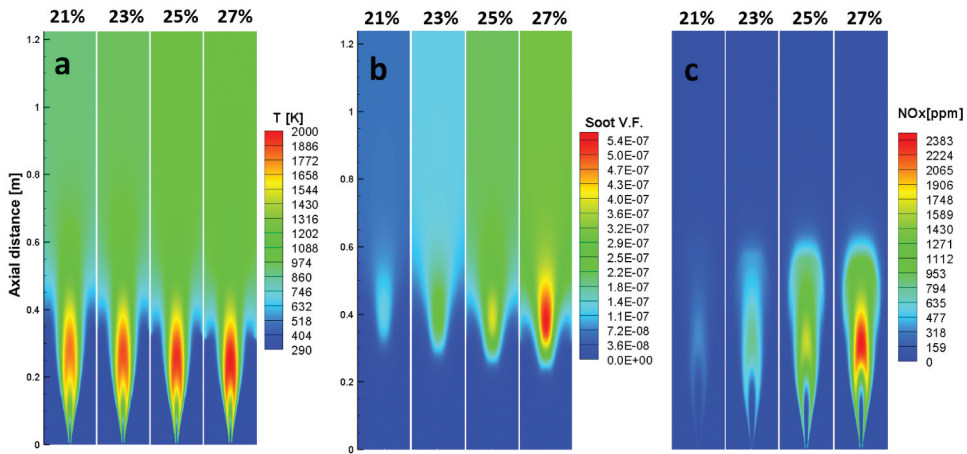 21% 23% 25% 27%
a
Axial distance [m]
1.2
1
0.8
0.6
0.4
0.2
0
T [K]
2000
1886
1772
1658
1544
1430
1316
1202
1088
974
860
746
632
518
404
290
21% 23% 25% 27%
b
1.2
1
0.8
0.6
0.4
0.2
0
Soot V.F.
5.4E-07
5.0E-07
4.7E-07
4.3E-07
4.0E-07
3.6E-07
3.2E-07
2.9E-07
2.5E-07
2.2E-07
1.8E-07
1.4E-07
1.1E-07
7.2E-08
3.6E-08
0.0E+00
21% 23% 25% 27%
c
NOx[ppm]
2383
2224
2065
1906
1748
1589
1430
1271
1112
953
794
635
477
318
159
0